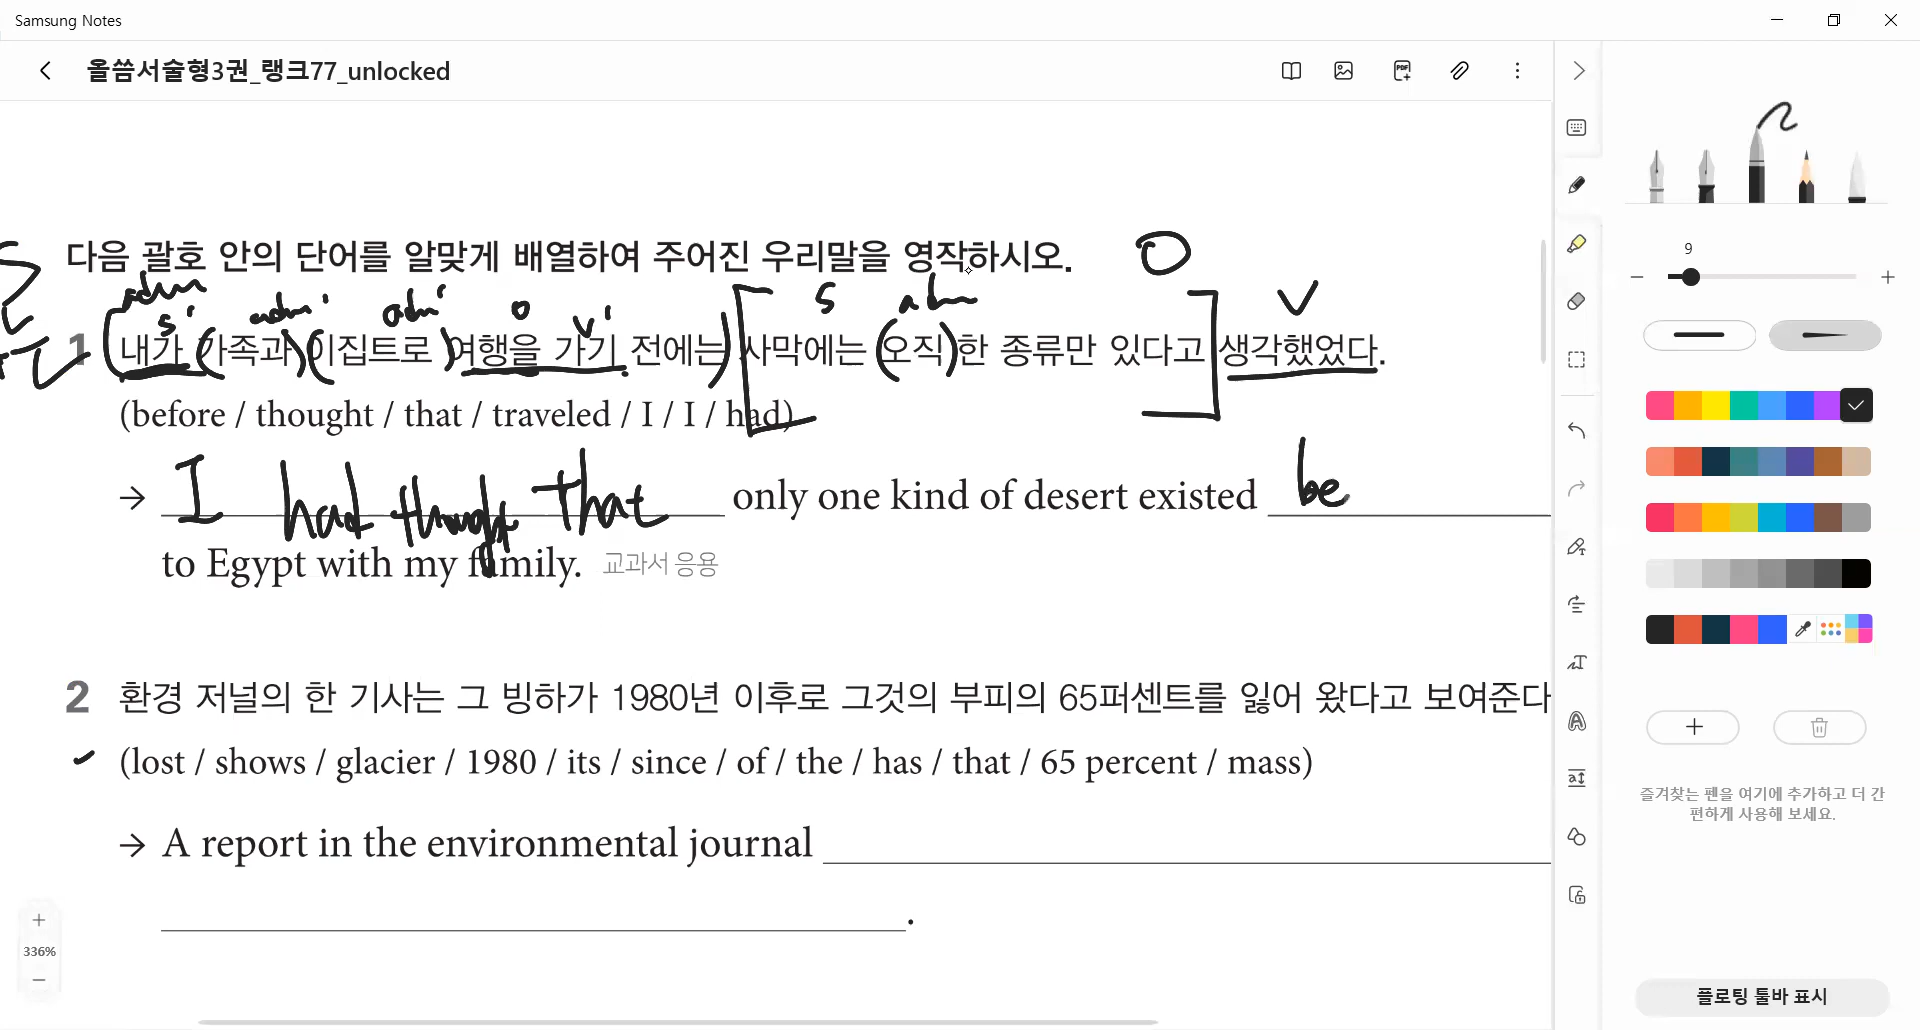 Samsung Notes
올씀서술형3권_랭크77_unlocked
PDF
다음 괄호 안의 단어를 알맞게 배열하여 주어진 우리말을 영작하시오.
O
S V
1 내가 가족과 이집트로 여행을 가기 전에는 사막에는 오직 한 종류만 있다고 생각했었다.
(before / thought / that / traveled / I / I / had)
→ I had that only one kind of desert existed be
to Egypt with my family. 교과서 응용
2 환경 저널의 한 기사는 그 빙하가 1980년 이후로 그것의 부피의 65퍼센트를 잃어 왔다고 보여준다
(lost / shows / glacier / 1980 / its / since / of / the / has / that / 65 percent / mass)
→ A report in the environmental journal
.
336%
9
즐겨찾는 펜을 여기에 추가하고 더 간
편하게 사용해 보세요.
플로팅 툴바 표시